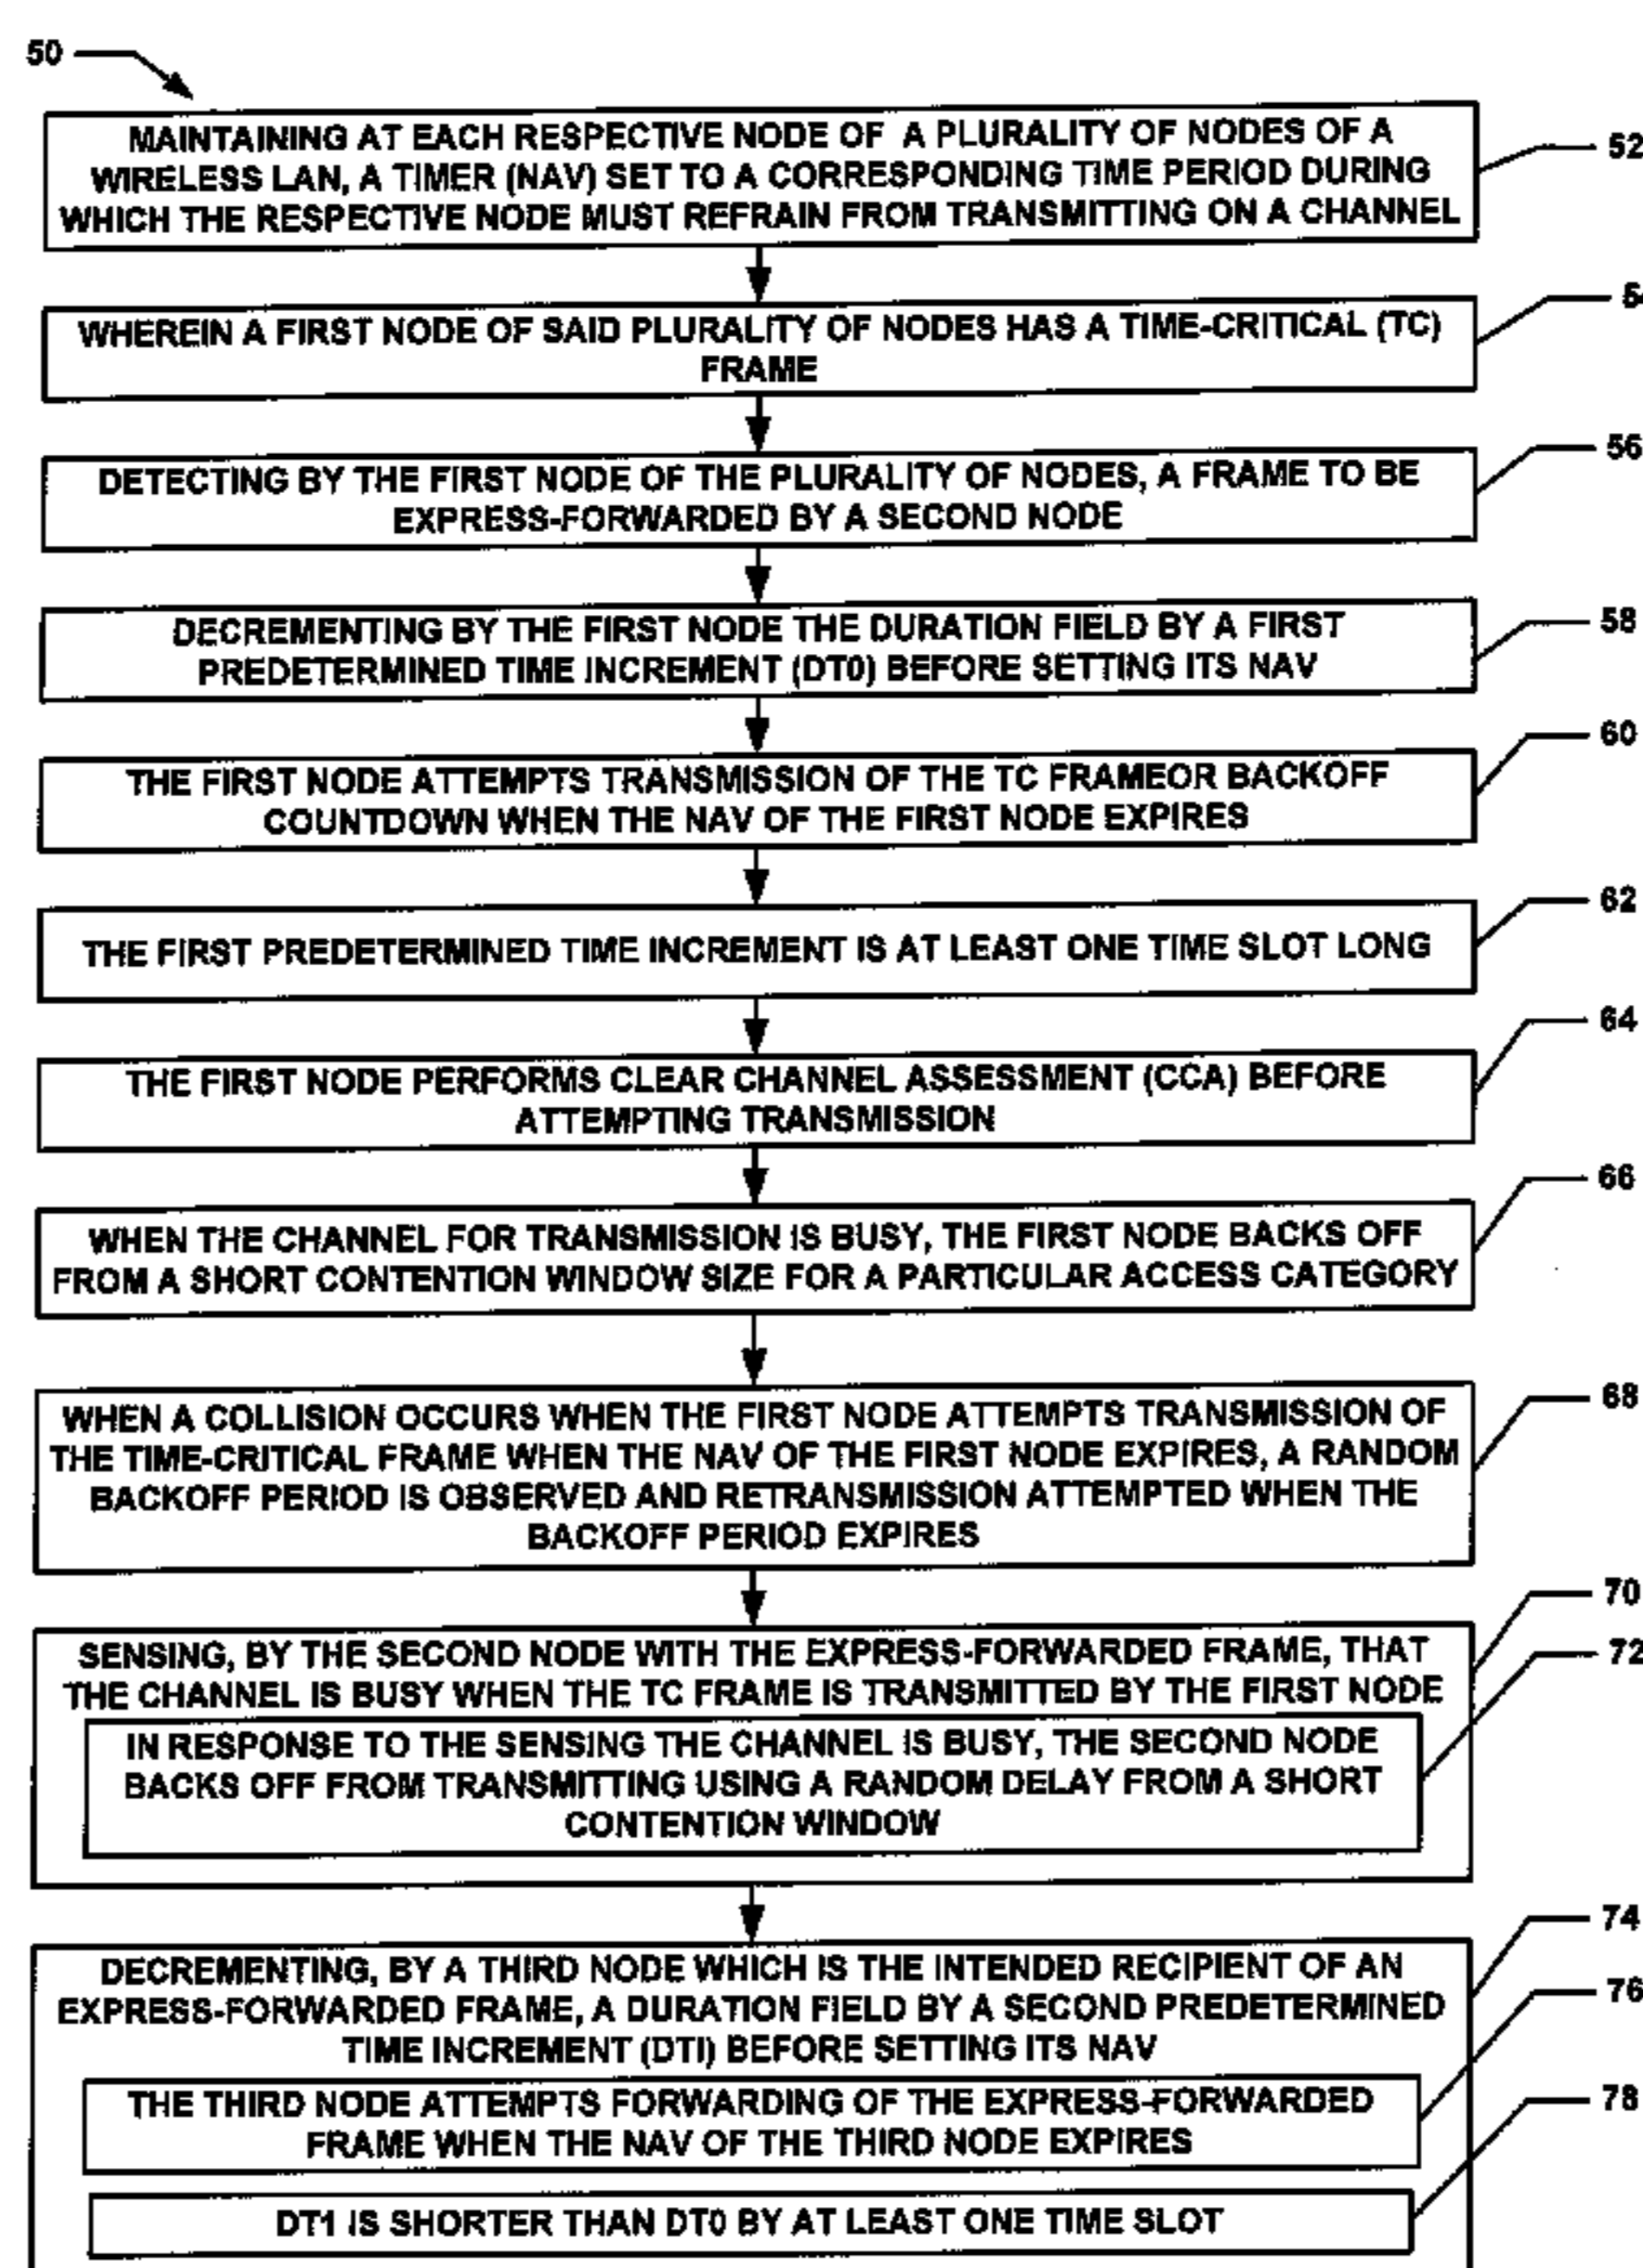 50
MAINTAINING AT EACH RESPECTIVE NODE OF A PLURALITY OF NODES OF A
WIRELESS LAN, A TIMER (NAV) SET TO A CORRESPONDING TIME PERIOD DURING
WHICH THE RESPECTIVE NODE MUST REFRAIN FROM TRANSMITTING ON A CHANNEL
52
WHEREIN A FIRST NODE OF SAID PLURALITY OF NODES HAS A TIME-CRITICAL (TC)
FRAME
DETECTING BY THE FIRST NODE OF THE PLURALITY OF NODES, A FRAME TO BE
EXPRESS-FORWARDED BY A SECOND NODE
56
DECREMENTING BY THE FIRST NODE THE DURATION FIELD BY A FIRST
PREDETERMINED TIME INCREMENT (DT0) BEFORE SETTING ITS NAV
58
THE FIRST NODE ATTEMPTS TRANSMISSION OF THE TC FRAMEOR BACKOFF
COUNTDOWN WHEN THE NAV OF THE FIRST NODE EXPIRES
60
THE FIRST PREDETERMINED TIME INCREMENT IS AT LEAST ONE TIME SLOT LONG
62
THE FIRST NODE PERFORMS CLEAR CHANNEL ASSESSMENT (CCA) BEFORE
ATTEMPTING TRANSMISSION
64
WHEN THE CHANNEL FOR TRANSMISSION IS BUSY, THE FIRST NODE BACKS OFF
FROM A SHORT CONTENTION WINDOW SIZE FOR A PARTICULAR ACCESS CATEGORY
66
WHEN A COLLISION OCCURS WHEN THE FIRST NODE ATTEMPTS TRANSMISSION OF
THE TIME-CRITICAL FRAME WHEN THE NAV OF THE FIRST NODE EXPIRES, A RANDOM
BACKOFF PERIOD IS OBSERVED AND RETRANSMISSION ATTEMPTED WHEN THE
BACKOFF PERIOD EXPIRES
68
SENSING, BY THE SECOND NODE WITH THE EXPRESS-FORWARDED FRAME, THAT
THE CHANNEL IS BUSY WHEN THE TC FRAME IS TRANSMITTED BY THE FIRST NODE
70
IN RESPONSE TO THE SENSING THE CHANNEL IS BUSY, THE SECOND NODE
BACKS OFF FROM TRANSMITTING USING A RANDOM DELAY FROM A SHORT
CONTENTION WINDOW
72
DECREMENTING, BY A THIRD NODE WHICH IS THE INTENDED RECIPIENT OF AN
EXPRESS-FORWARDED FRAME, A DURATION FIELD BY A SECOND PREDETERMINED
TIME INCREMENT (DTI) BEFORE SETTING ITS NAV
74
THE THIRD NODE ATTEMPTS FORWARDING OF THE EXPRESS-FORWARDED
FRAME WHEN THE NAV OF THE THIRD NODE EXPIRES
76
DT1 IS SHORTER THAN DT0 BY AT LEAST ONE TIME SLOT
78